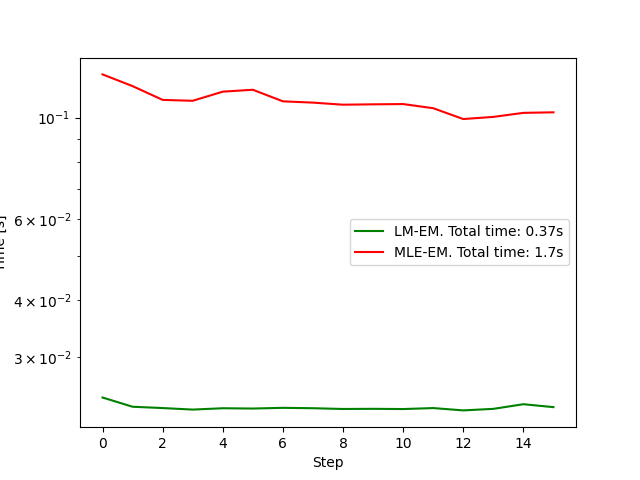 10⁻¹
6 × 10⁻²
4 × 10⁻²
3 × 10⁻²
Time [s]
LM-EM. Total time: 0.37s
MLE-EM. Total time: 1.7s
0 2 4 6 8 10 12 14
Step